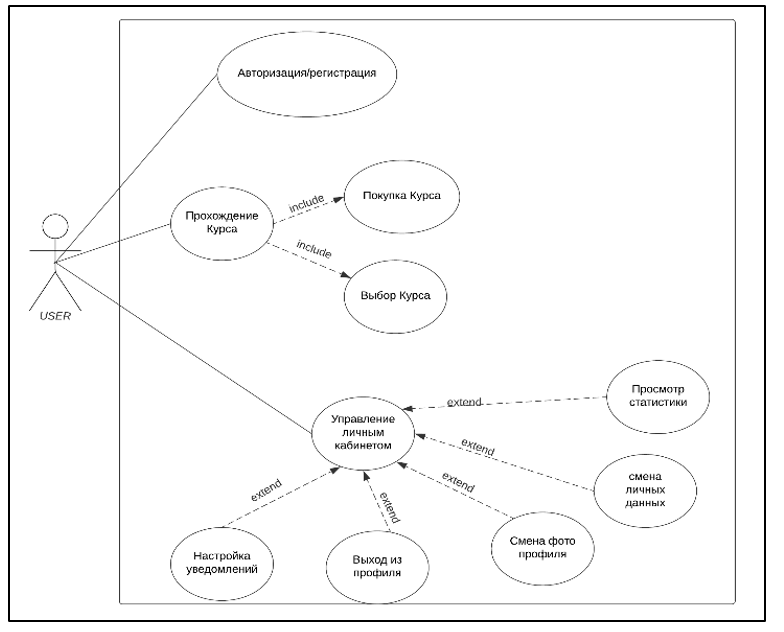 Авторизация/регистрация
Покупка Курса
include
Прохождение
Курса
include
Выбор Курса
USER
Просмотр
статистики
extend
Управление
личным
кабинетом
extend
смена
личных
данных
extend
extend
extend
Смена фото
профиля
Настройка
уведомлений
Выход из
профиля